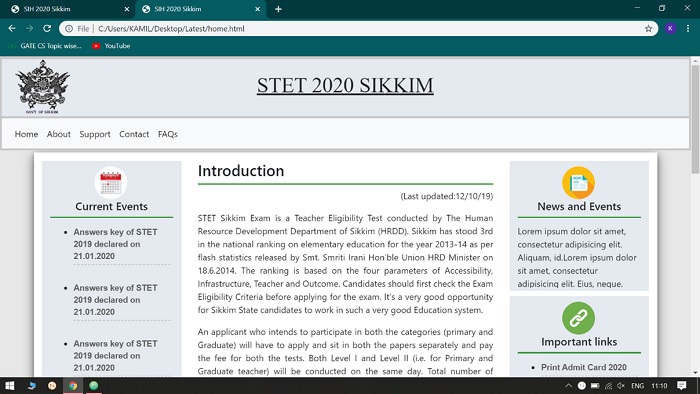 SIH 2020 Sikkim
SIH 2020 Sikkim
File | C:/Users/KAMIL/Desktop/Latest/home.html
GATE CS Topic wise...
YouTube
STET 2020 SIKKIM
GOVT OF SIKKIM
Home About Support Contact FAQs
Current Events
Answers key of STET
2019 declared on
21.01.2020
Answers key of STET
2019 declared on
21.01.2020
Answers key of STET
2019 declared on
21.01.2020
Introduction
(Last updated:12/10/19)
STET Sikkim Exam is a Teacher Eligibility Test conducted by The Human
Resource Development Department of Sikkim (HRDD). Sikkim has stood 3rd
in the national ranking on elementary education for the year 2013-14 as per
flash statistics released by Smt. Smriti Irani Hon'ble Union HRD Minister on
18.6.2014. The ranking is based on the four parameters of Accessibility,
Infrastructure, Teacher and Outcome. Candidates should first check the Exam
Eligibility Criteria before applying for the exam. It's a very good opportunity
for Sikkim State candidates to work in such a very good Education system.
An applicant who intends to participate in both the categories (primary and
Graduate) will have to apply and sit in both the papers separately and pay
the fee for both the tests. Both Level I and Level II (i.e. for Primary and
Graduate teacher) will be conducted on the same day. Total number of
NEWS
News and Events
Lorem ipsum dolor sit amet,
consectetur adipisicing elit.
Aliquam, id.Lorem ipsum dolor
sit amet, consectetur
adipisicing elit. Eius, neque.
Important links
Print Admit Card 2020
ENG 11:10